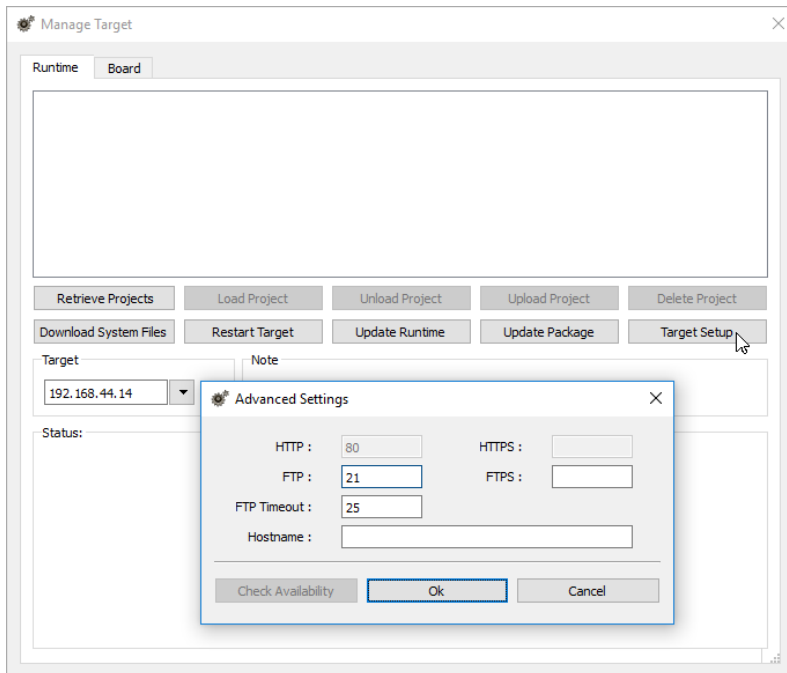 Manage Target
Runtime Board
Retrieve Projects Load Project Unload Project Upload Project Delete Project
Download System Files Restart Target Update Runtime Update Package Target Setup
Target Note
192.168.44.14
Advanced Settings
Status:
HTTP : 80 HTTPS :
FTP : 21 FTPS :
FTP Timeout : 25
Hostname :
Check Availability Ok Cancel